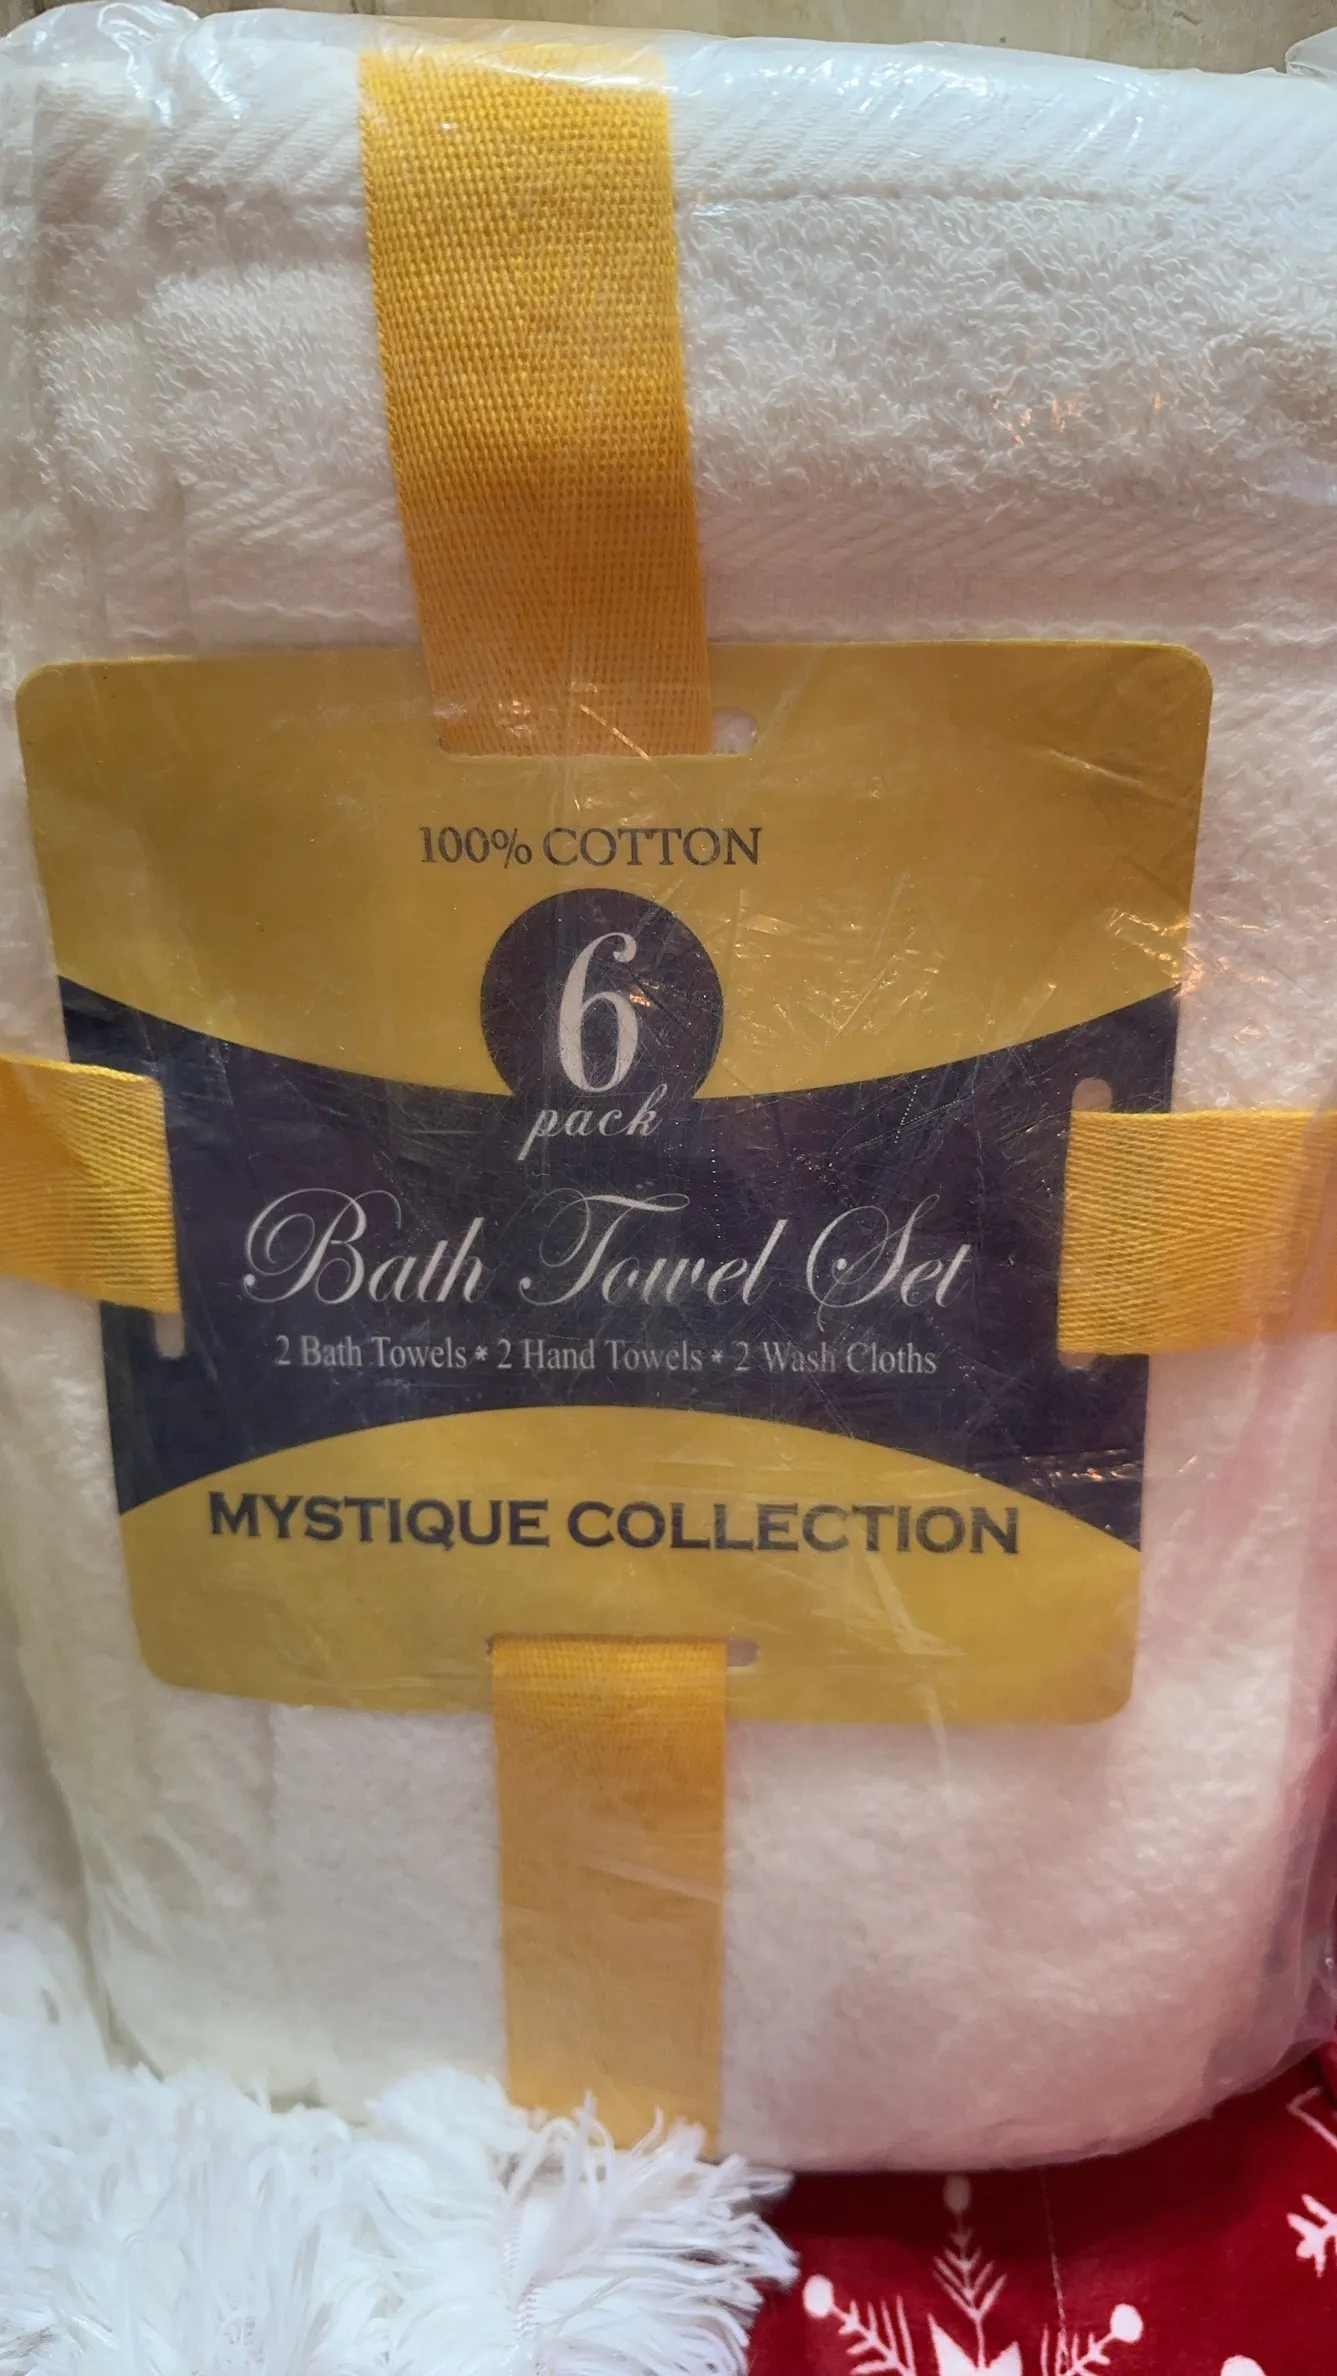 100% COTTON
6
pack
Bath Towel Set
2 Bath Towels * 2 Hand Towels * 2 Wash Cloths
MYSTIQUE COLLECTION